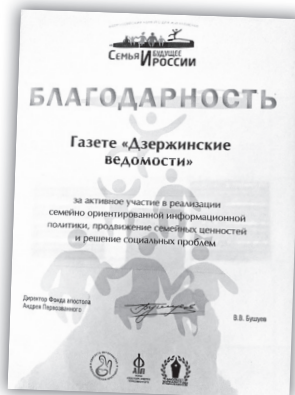 СЕМЬЯ И БУДУЩЕЕ РОССИИ
БЛАГОДАРНОСТЬ
Газете «Дзержинские
ведомости»
за активное участие в реализации
семейно ориентированной информационной
политики, продвижение семейных ценностей
и решение социальных проблем
Директор Фонда апостола
Андрея Первозванного
В.В. Бушуев